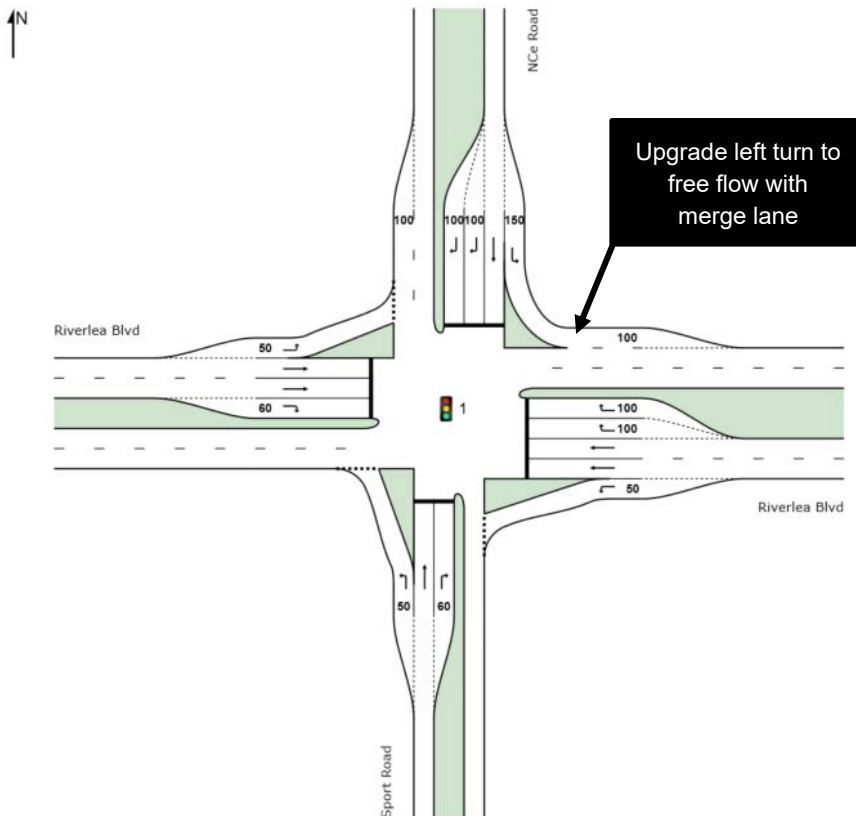 N
NCe Road
Upgrade left turn to
free flow with
merge lane
100
100 100
150
Riverlea Blvd
50
100
60
1
100
100
50
Riverlea Blvd
50
60
Sport Road